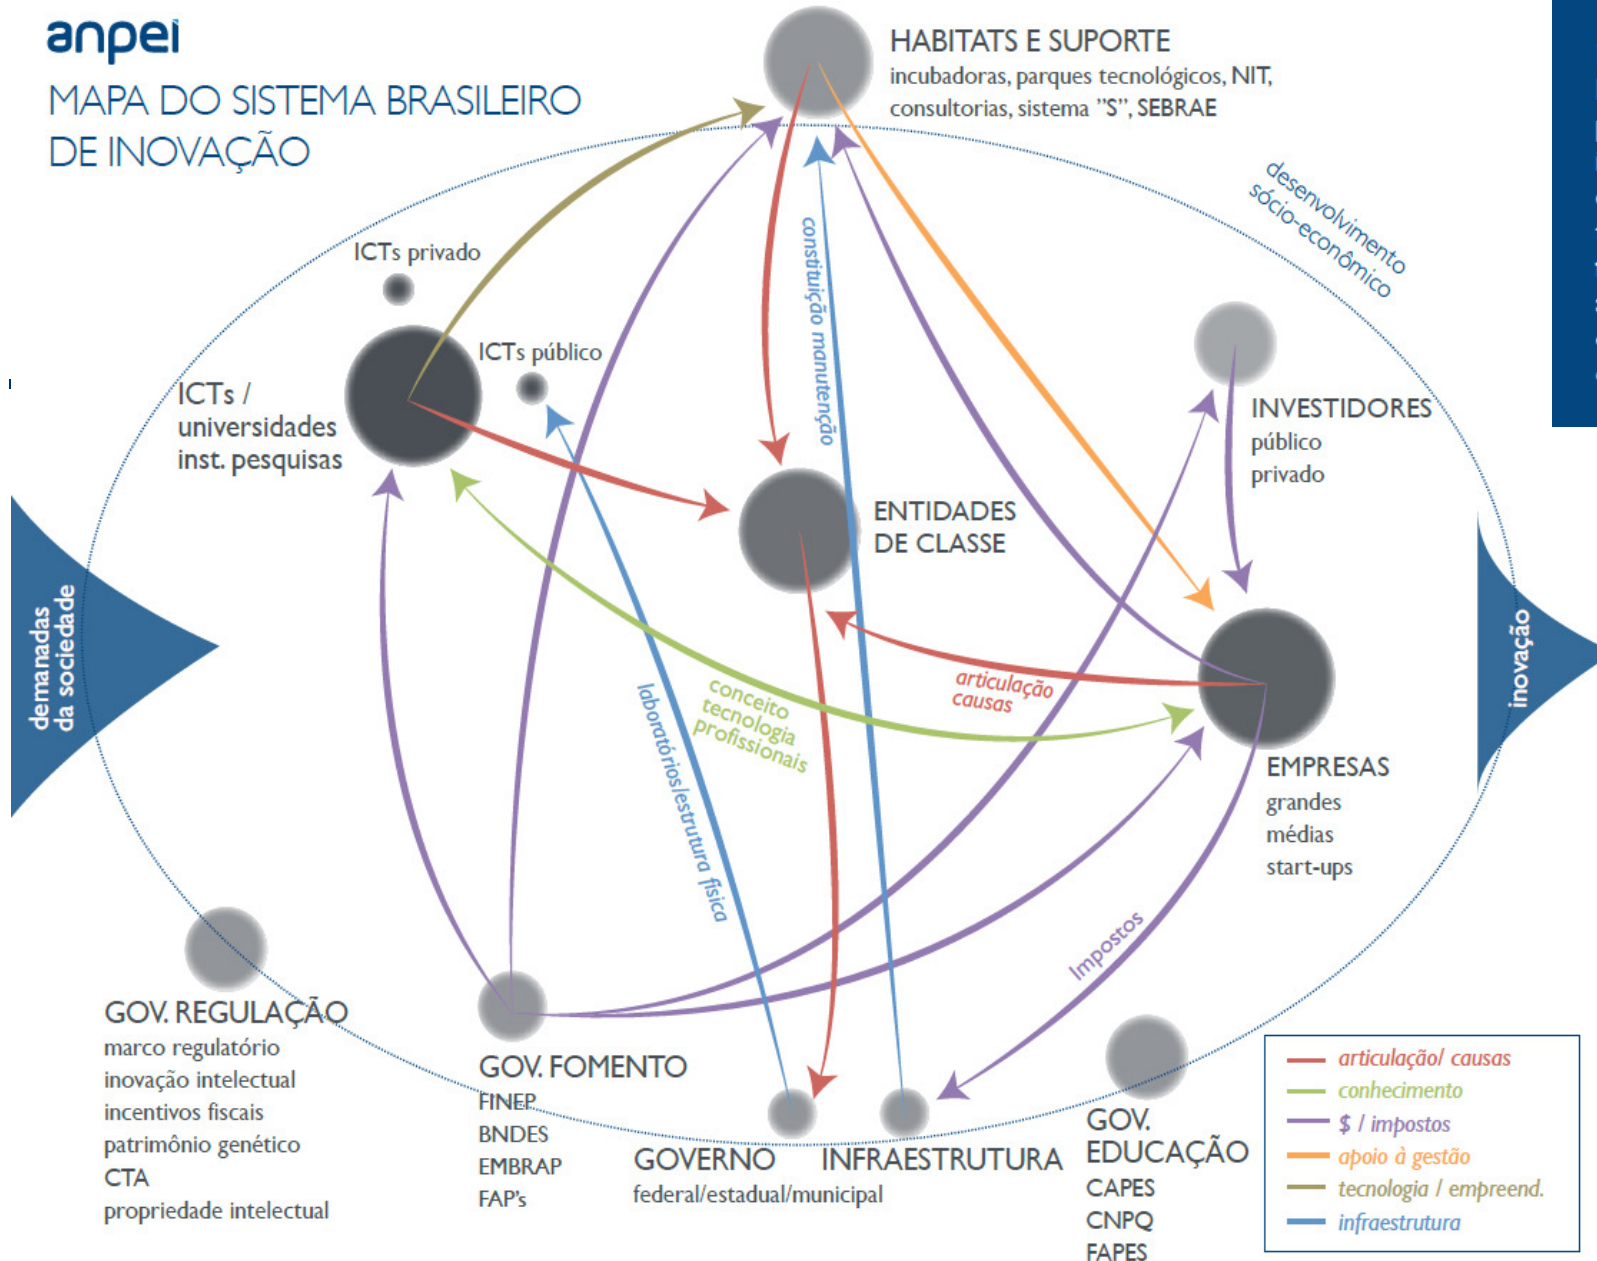 anpei
MAPA DO SISTEMA BRASILEIRO
DE INOVAÇÃO
HABITATS E SUPORTE
incubadoras, parques tecnológicos, NIT,
consultorias, sistema ”S”, SEBRAE
desenvolvimento
sócio-econômico
ICTs privado
ICTs público
ICTs /
universidades
inst. pesquisas
constituição manutenção
INVESTIDORES
público
privado
ENTIDADES
DE CLASSE
demanadas
da sociedade
inovação
articulação
causas
conceito
tecnologia
profissionais
laboratórios/estrutura física
EMPRESAS
grandes
médias
start-ups
Impostos
GOV. REGULAÇÃO
marco regulatório
inovação intelectual
incentivos fiscais
patrimônio genético
CTA
propriedade intelectual
GOV. FOMENTO
FINEP
BNDES
EMBRAP
FAP's
GOVERNO
federal/estadual/municipal
INFRAESTRUTURA
GOV.
EDUCAÇÃO
CAPES
CNPQ
FAPES
articulação/ causas
conhecimento
$ / impostos
apoio à gestão
tecnologia / empreend.
infraestrutura